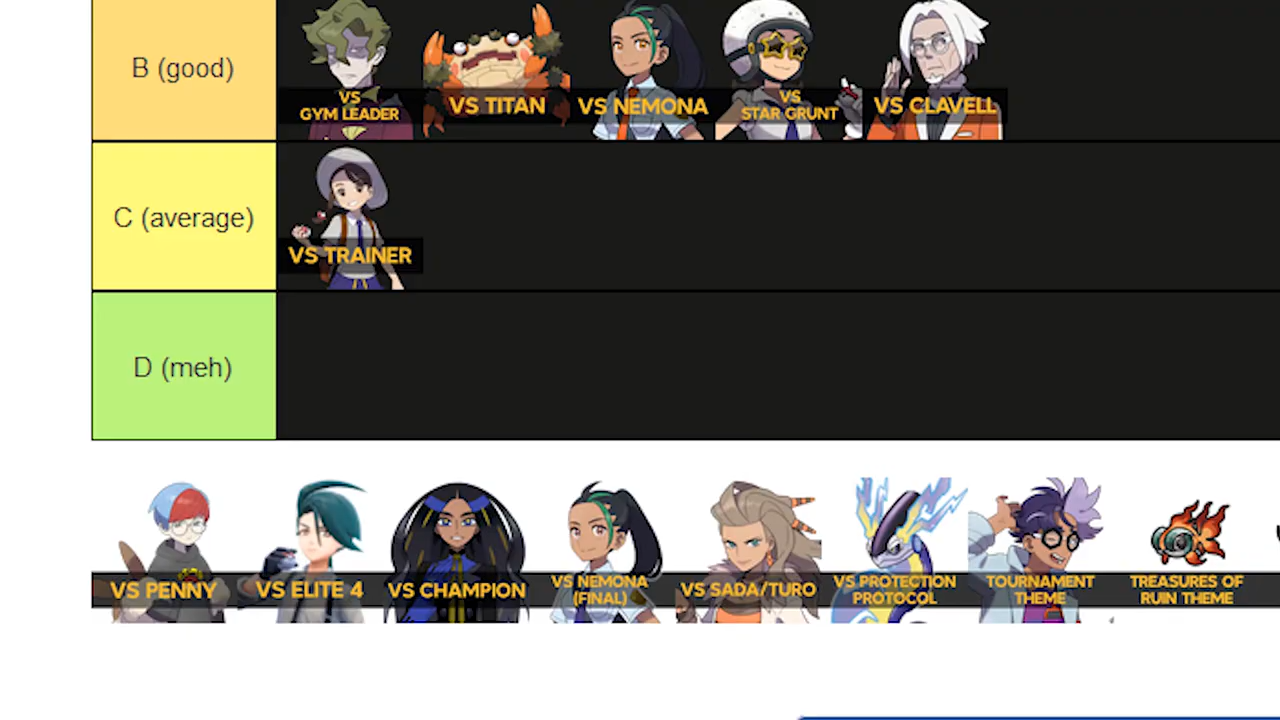 B (good)
VS
GYM LEADER
VS TITAN
VS NEMONA
VS
STAR GRUNT
VS CLAVELL
C (average)
VS TRAINER
D (meh)
VS PENNY
VS ELITE 4
VS CHAMPION
VS NEMONA
(FINAL)
VS SADA/TURO
VS PROTECTION
PROTOCOL
TOURNAMENT
THEME
TREASURES OF
RUIN THEME